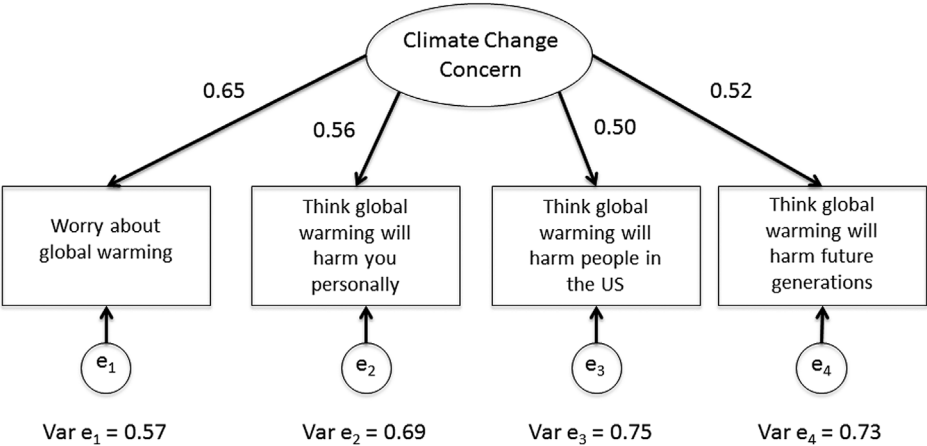 Climate Change
Concern
0.65
0.56
0.50
0.52
Worry about
global warming
Think global
warming will
harm you
personally
Think global
warming will
harm people in
the US
Think global
warming will
harm future
generations
e₁
e₂
e₃
e₄
Var e₁ = 0.57
Var e₂ = 0.69
Var e₃ = 0.75
Var e₄ = 0.73